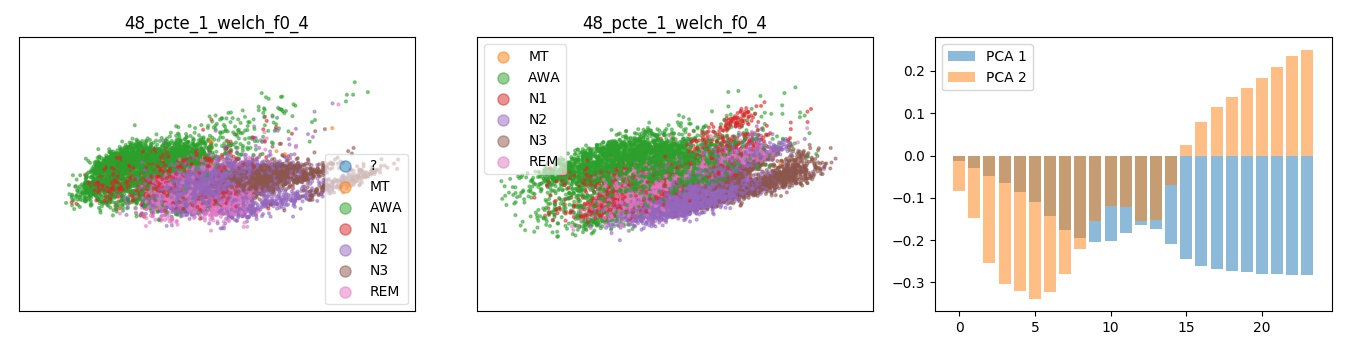 48_pcte_1_welch_f0_4
?
MT
AWA
N1
N2
N3
REM
48_pcte_1_welch_f0_4
MT
AWA
N1
N2
N3
REM
PCA 1
PCA 2
0.2
0.1
0.0
−0.1
−0.2
−0.3
0 5 10 15 20